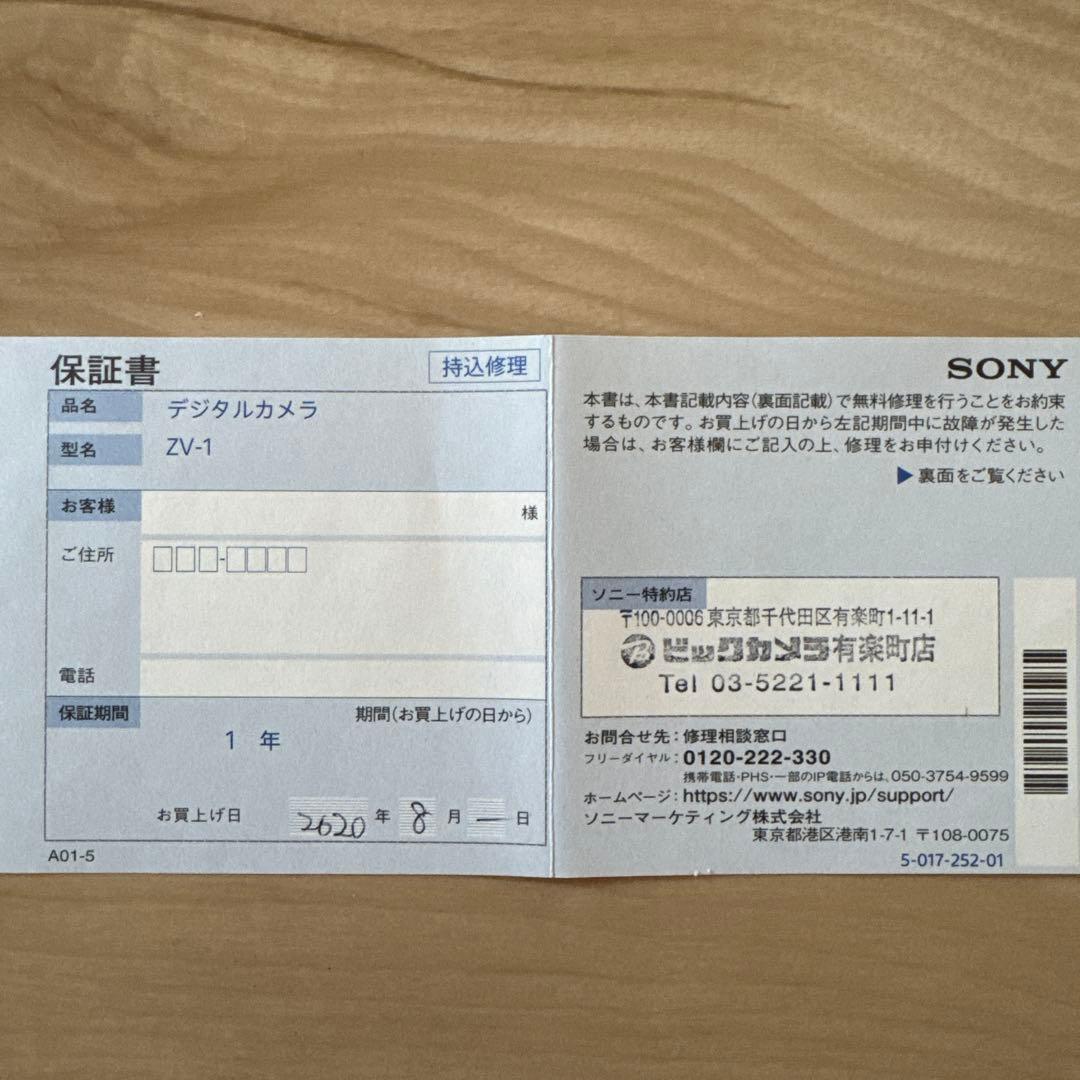 保証書
持込修理
品名 デジタルカメラ
型名 ZV-1
お客様 様
ご住所 □□□-□□□□
電話
保証期間 期間(お買上げの日から)
1 年
お買上げ日 2020 年 8 月 一 日
A01-5
SONY
本書は、本書記載内容(裏面記載)で無料修理を行うことをお約束
するものです。お買上げの日から左記期間中に故障が発生した
場合は、お客様欄にご記入の上、修理をお申付けください。
▶裏面をご覧ください
ソニー特約店
〒100-0006 東京都千代田区有楽町1-11-1
ビックカメラ有楽町店
Tel 03-5221-1111
お問合せ先:修理相談窓口
フリーダイヤル:0120-222-330
携帯電話・PHS・一部のIP電話からは、050-3754-9599
ホームページ:https://www.sony.jp/support/
ソニーマーケティング株式会社
東京都港区港南1-7-1 〒108-0075
5-017-252-01